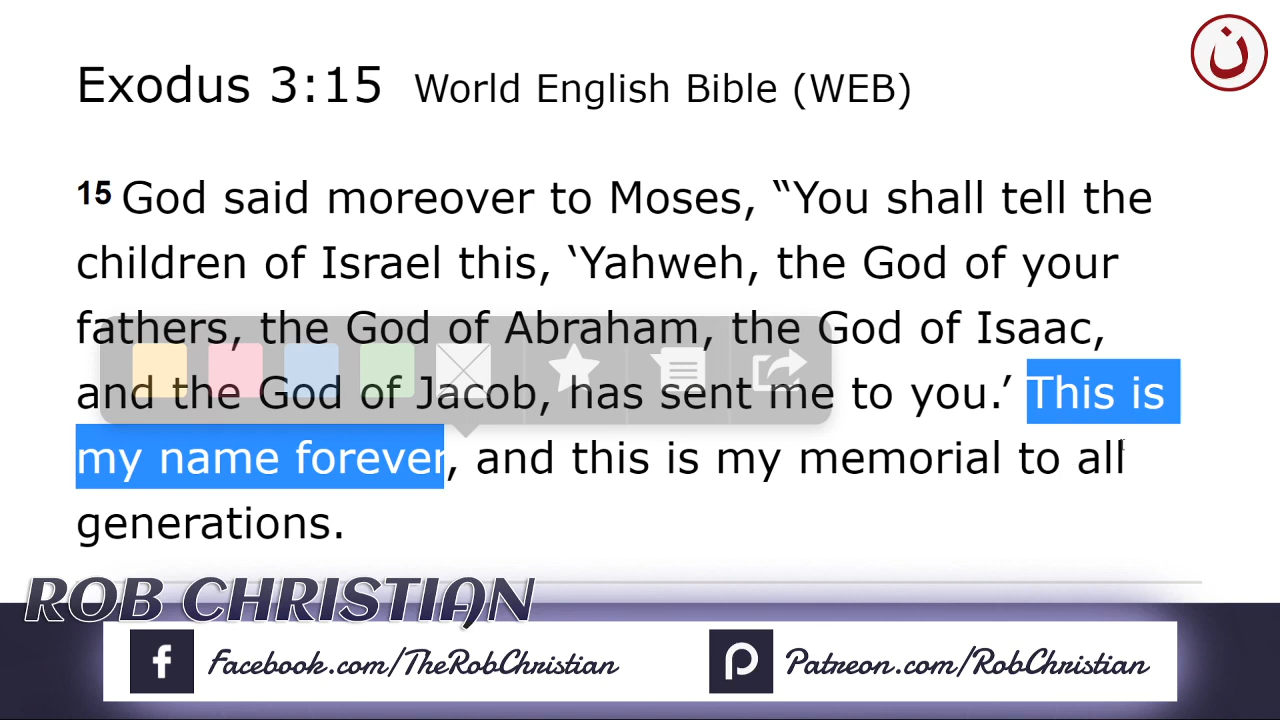 ن
Exodus 3:15 World English Bible (WEB)
15 God said moreover to Moses, “You shall tell the
children of Israel this, ‘Yahweh, the God of your
fathers, the God of Abraham, the God of Isaac,
and the God of Jacob, has sent me to you.’ This is
my name forever, and this is my memorial to all
generations.
ROB CHRISTIAN
f Facebook.com/TheRobChristian
Patreon.com/RobChristian